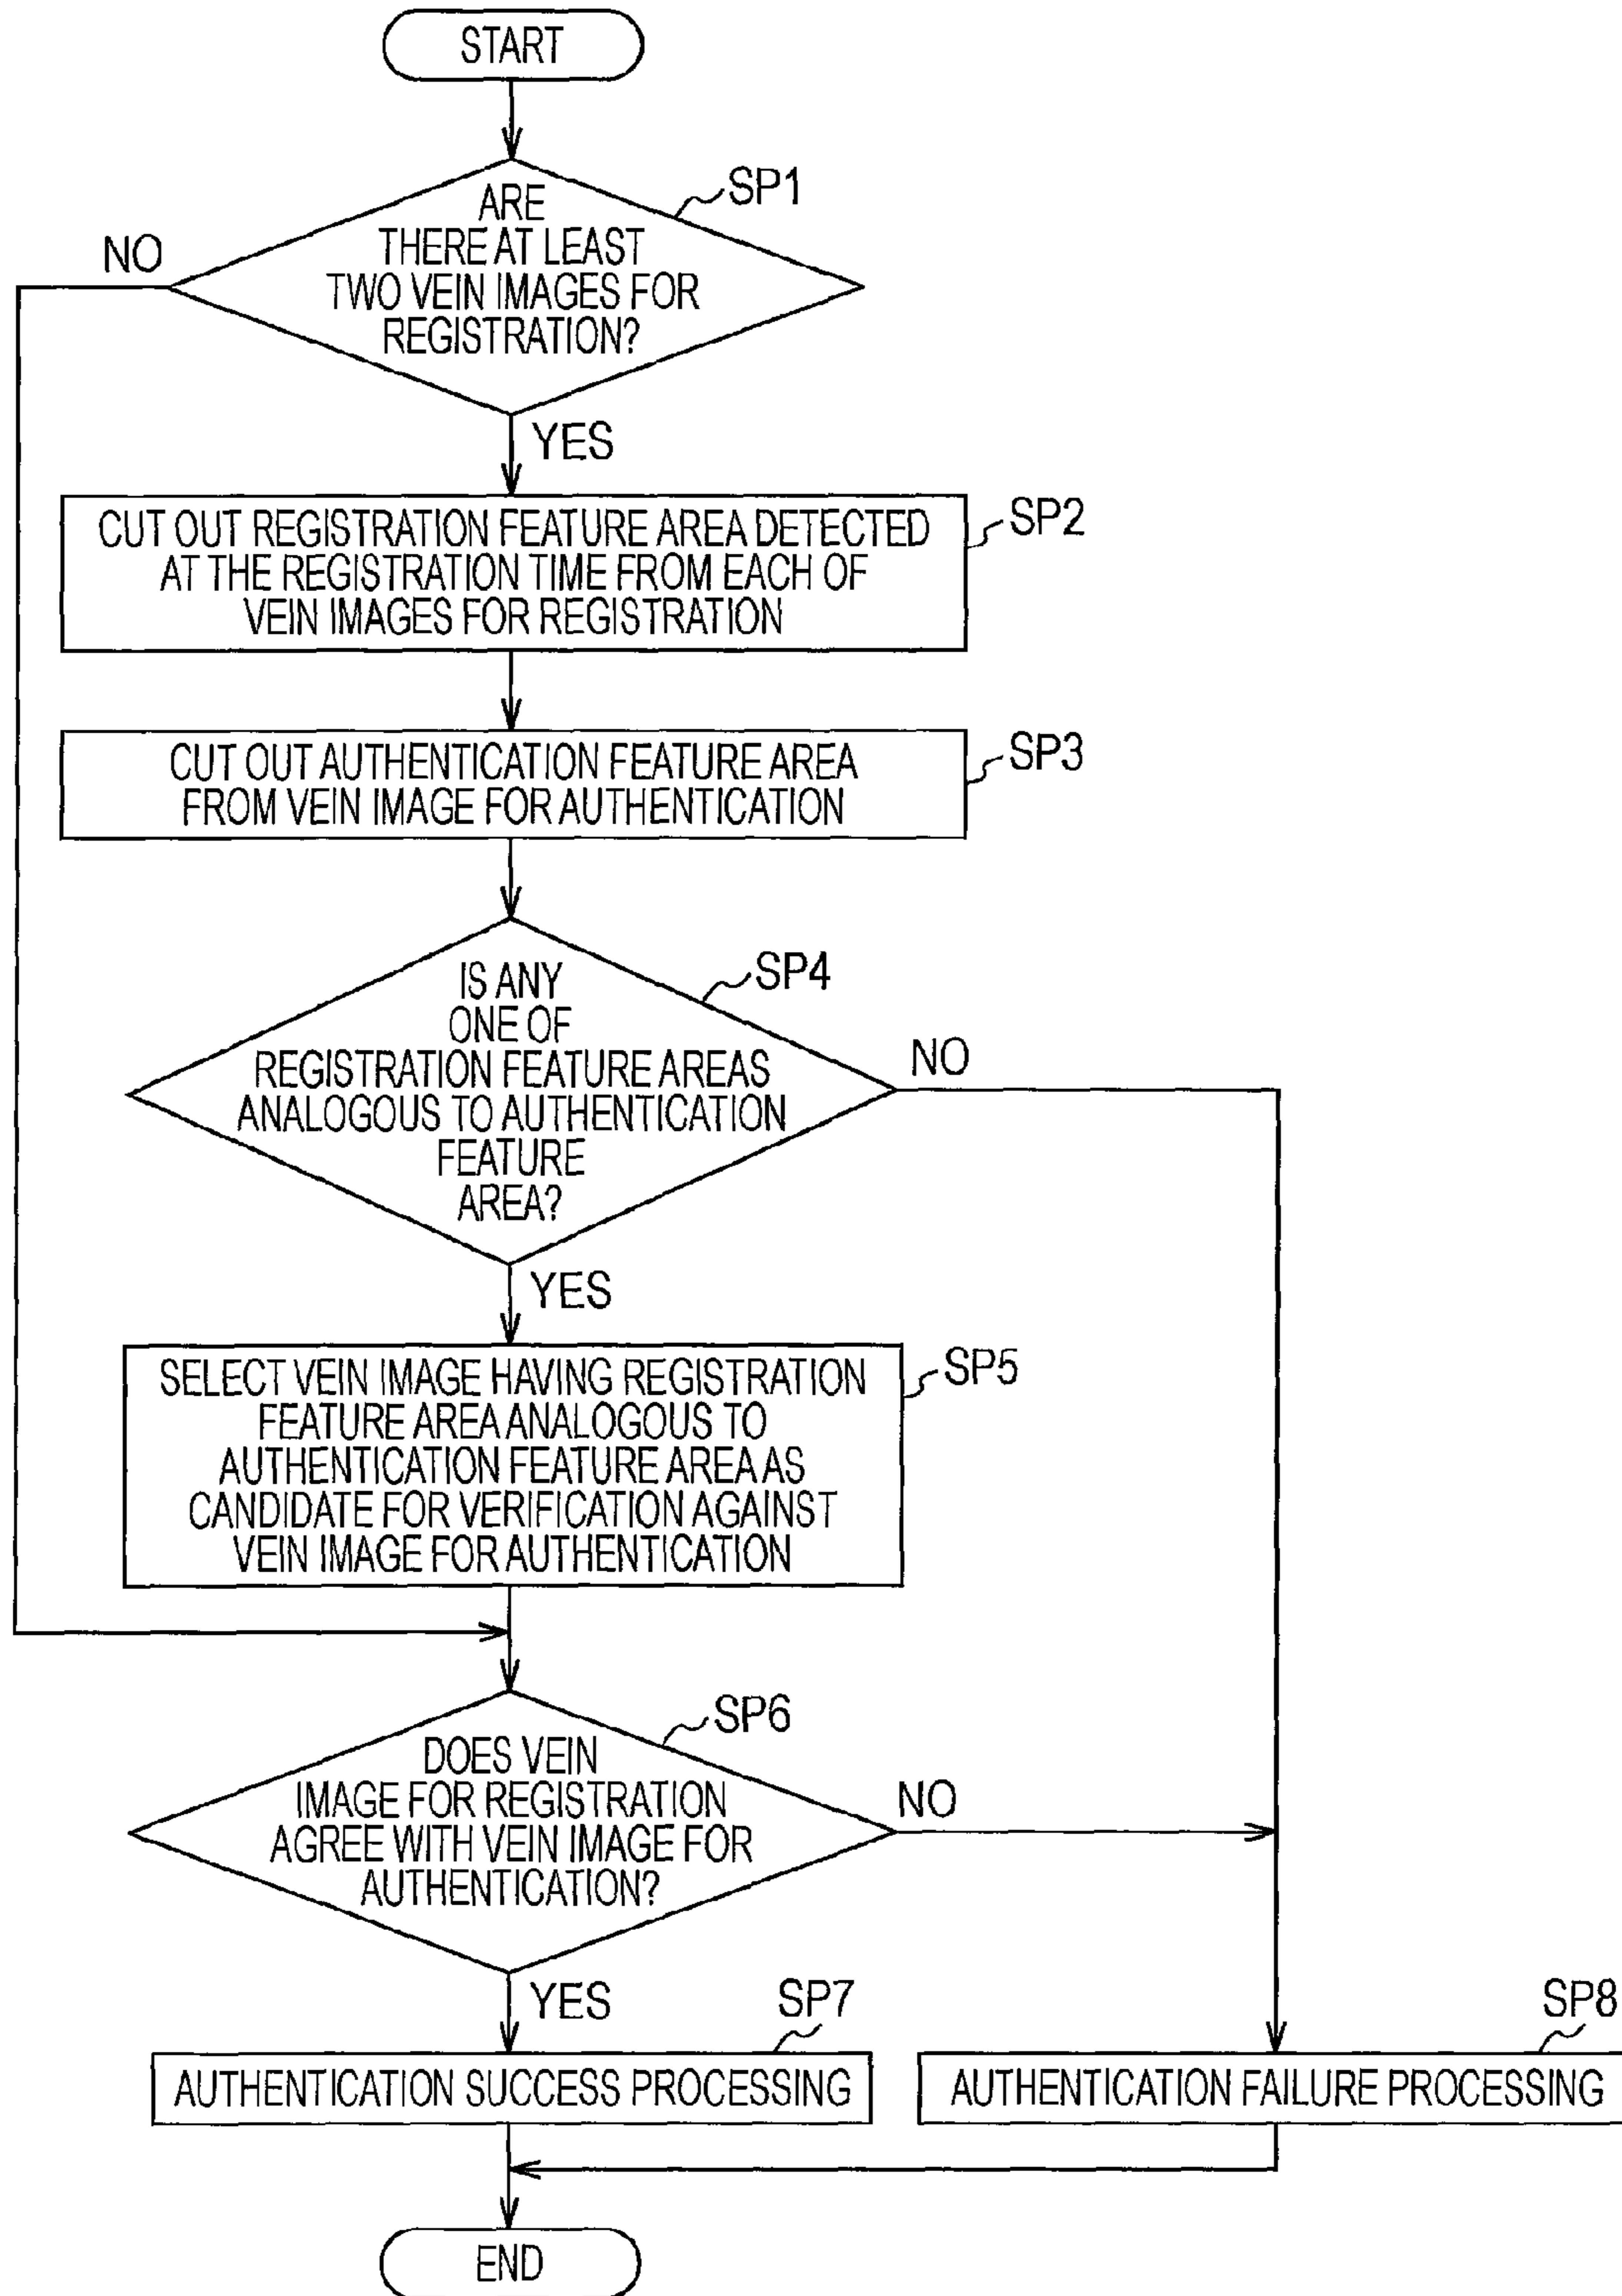 START
SP1
ARE
THERE AT LEAST
TWO VEIN IMAGES FOR
REGISTRATION?
NO
YES
SP2
CUT OUT REGISTRATION FEATURE AREA DETECTED
AT THE REGISTRATION TIME FROM EACH OF
VEIN IMAGES FOR REGISTRATION
SP3
CUT OUT AUTHENTICATION FEATURE AREA
FROM VEIN IMAGE FOR AUTHENTICATION
SP4
IS ANY
ONE OF
REGISTRATION FEATURE AREAS
ANALOGOUS TO AUTHENTICATION
FEATURE
AREA?
NO
YES
SP5
SELECT VEIN IMAGE HAVING REGISTRATION
FEATURE AREA ANALOGOUS TO
AUTHENTICATION FEATURE AREA AS
CANDIDATE FOR VERIFICATION AGAINST
VEIN IMAGE FOR AUTHENTICATION
SP6
DOES VEIN
IMAGE FOR REGISTRATION
AGREE WITH VEIN IMAGE FOR
AUTHENTICATION?
NO
YES
SP7
AUTHENTICATION SUCCESS PROCESSING
SP8
AUTHENTICATION FAILURE PROCESSING
END